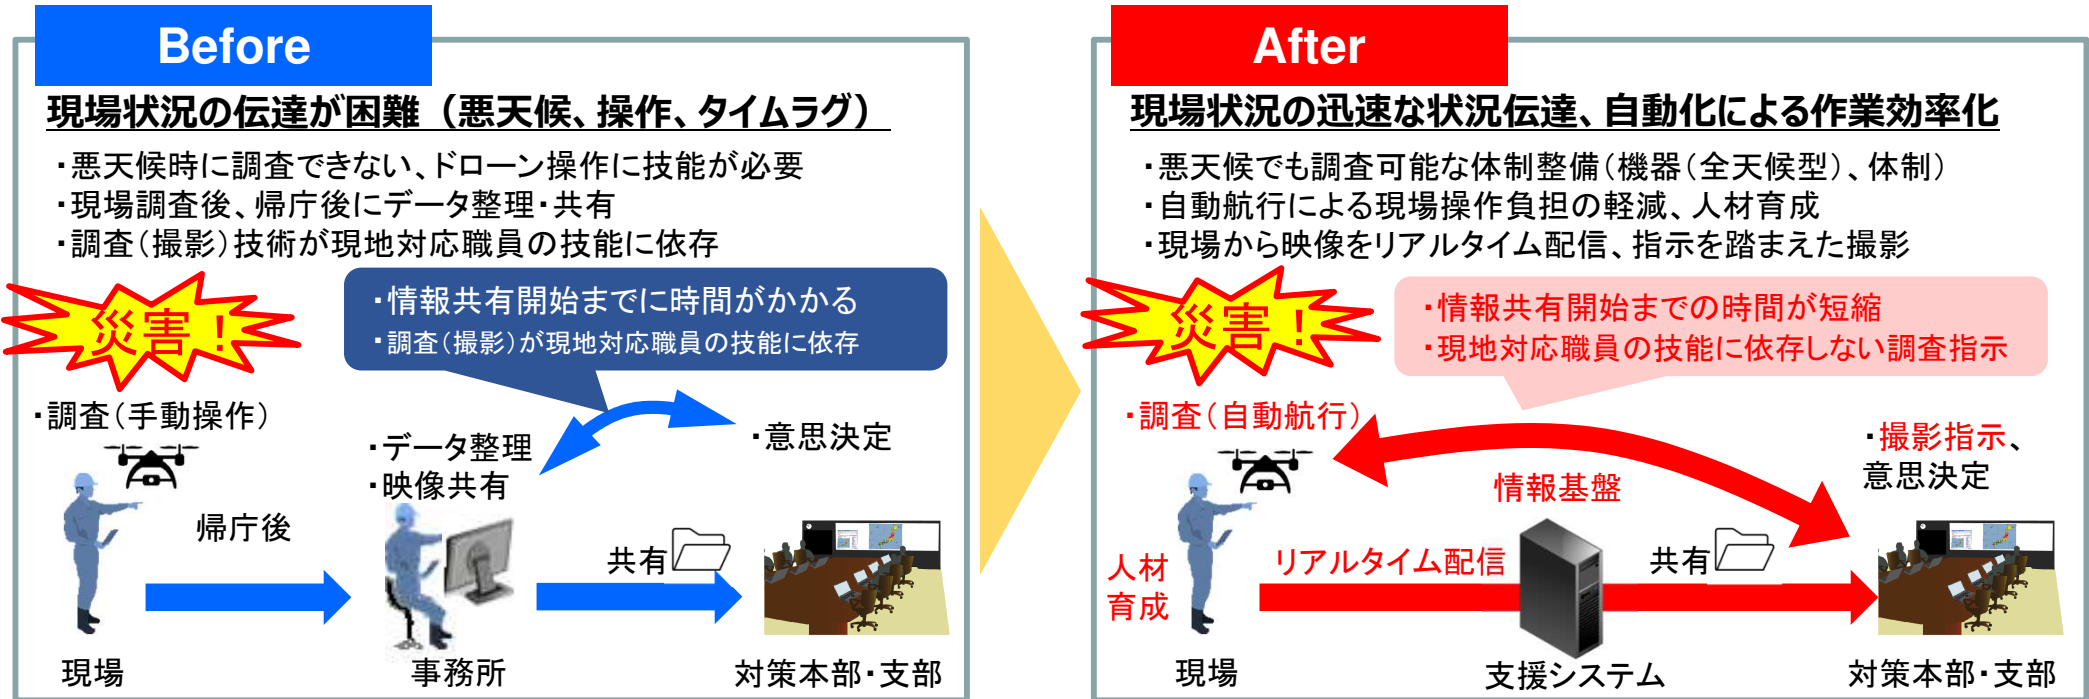 Before
現場状況の伝達が困難（悪天候、操作、タイムラグ）
・悪天候時に調査できない、ドローン操作に技能が必要
・現場調査後、帰庁後にデータ整理・共有
・調査（撮影）技術が現地対応職員の技能に依存
災害！
・情報共有開始までに時間がかかる
・調査（撮影）が現地対応職員の技能に依存
・調査（手動操作）
・データ整理
・映像共有
・意思決定
帰庁後
共有
現場
事務所
対策本部・支部
After
現場状況の迅速な状況伝達、自動化による作業効率化
・悪天候でも調査可能な体制整備（機器（全天候型）、体制）
・自動航行による現場操作負担の軽減、人材育成
・現場から映像をリアルタイム配信、指示を踏まえた撮影
災害！
・情報共有開始までの時間が短縮
・現地対応職員の技能に依存しない調査指示
・調査（自動航行）
・撮影指示、
意思決定
情報基盤
人材
育成
リアルタイム配信
共有
現場
支援システム
対策本部・支部